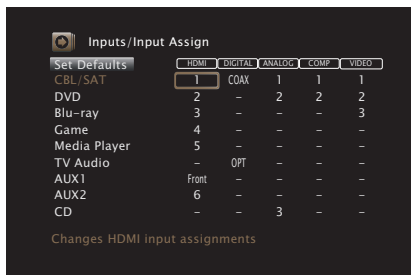 Inputs/Input Assign
Set Defaults HDMI DIGITAL ANALOG COMP VIDEO
CBL/SAT 1 COAX 1 1 1
DVD 2 – 2 2 2
Blu-ray 3 – – – 3
Game 4 – – – –
Media Player 5 – – – –
TV Audio – OPT – – –
AUX1 Front – – – –
AUX2 6 – – – –
CD – – 3 – –
Changes HDMI input assignments